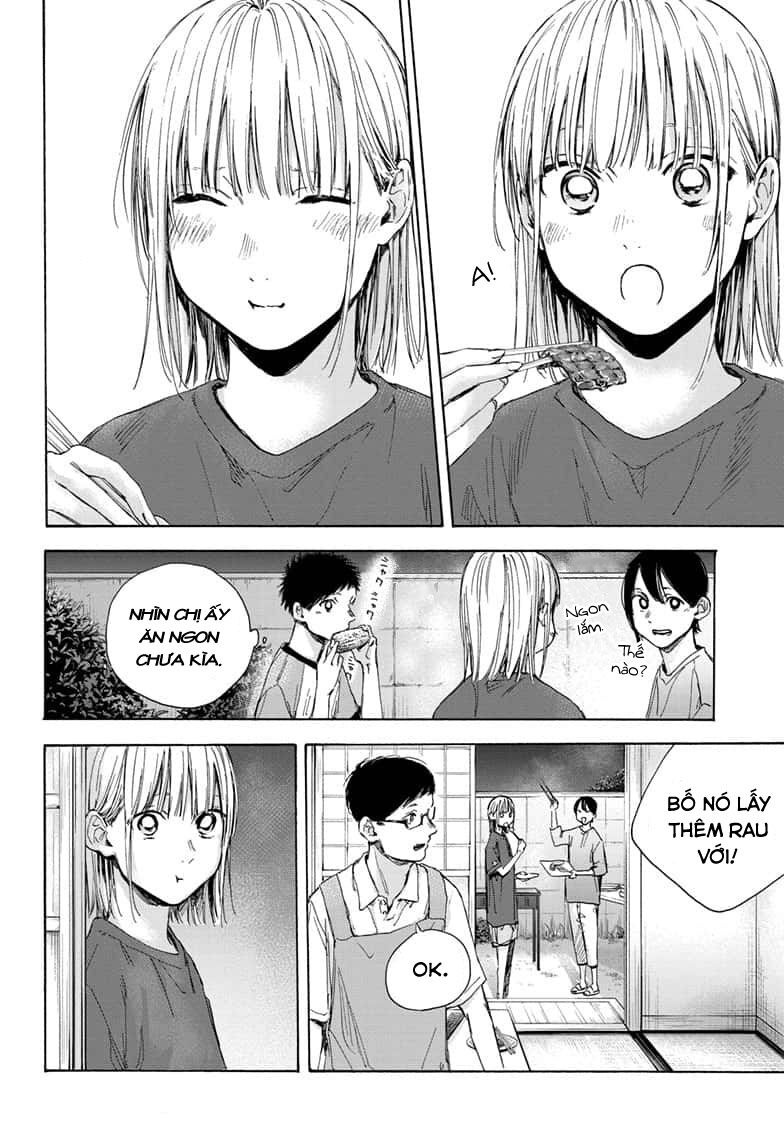 A!
NHÌN CHỊ ẤY
ĂN NGON
CHƯA KÌA.
Ngon
lắm.
Thế
nào?
BỐ NÓ LẤY
THÊM RAU
VỚI!
OK.